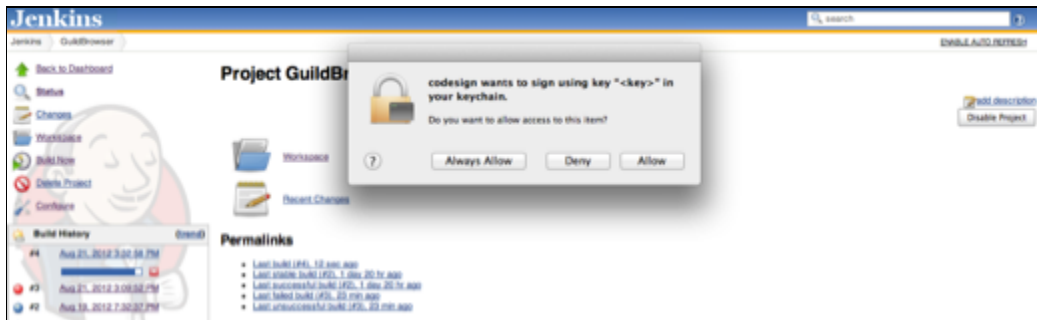 Jenkins
search
Jenkins
GuildBrowser
ENABLE AUTO REFRESH
Back to Dashboard
Status
Changes
Workspace
Build Now
Delete Project
Configure
Project GuildBr
codesign wants to sign using key "<key>" in
your keychain.
Do you want to allow access to this item?
?
Always Allow
Deny
Allow
add description
Disable Project
Workspace
Recent Changes
Build History
(trend)
#4 Aug 21, 2012 3:32:58 PM
#3 Aug 21, 2012 3:09:52 PM
#2 Aug 19, 2012 7:32:37 PM
Permalinks
Last build (#4), 12 sec ago
Last stable build (#2), 1 day 20 hr ago
Last successful build (#2), 1 day 20 hr ago
Last failed build (#3), 23 min ago
Last unsuccessful build (#3), 23 min ago